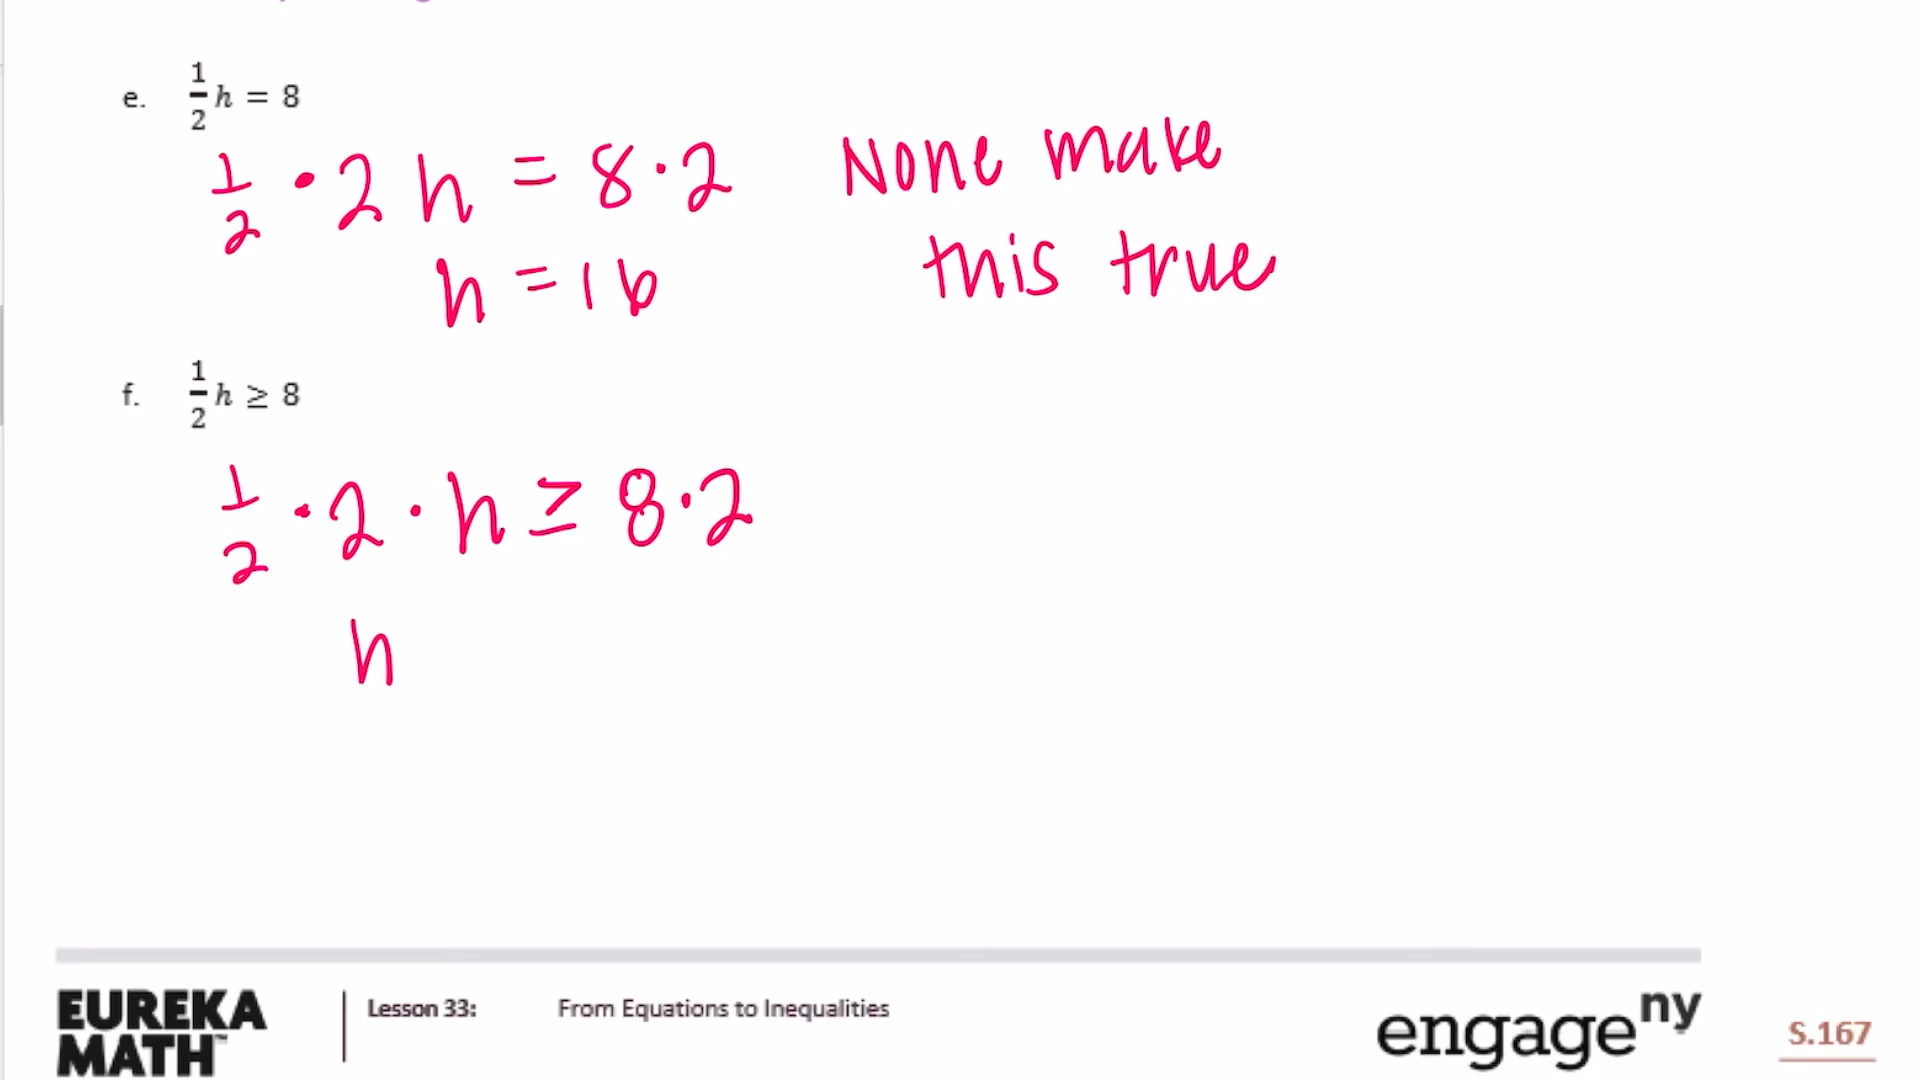 e. 1/2 h = 8
1/2 · 2 h = 8 · 2 None make
h = 16 this true
f. 1/2 h ≥ 8
1/2 · 2 · h ≥ 8 · 2
h
EUREKA
MATH™
Lesson 33: From Equations to Inequalities
engage ny
S.167